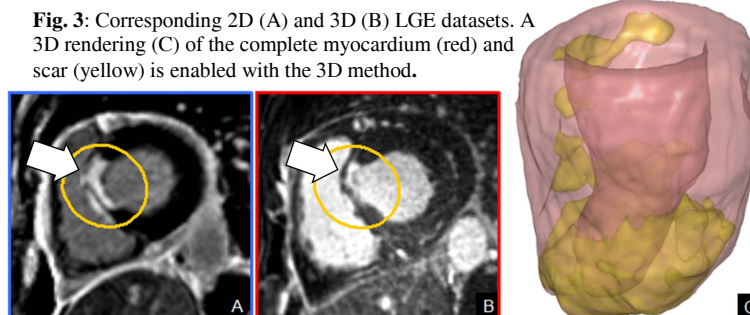 Fig. 3: Corresponding 2D (A) and 3D (B) LGE datasets. A
3D rendering (C) of the complete myocardium (red) and
scar (yellow) is enabled with the 3D method.
A
B